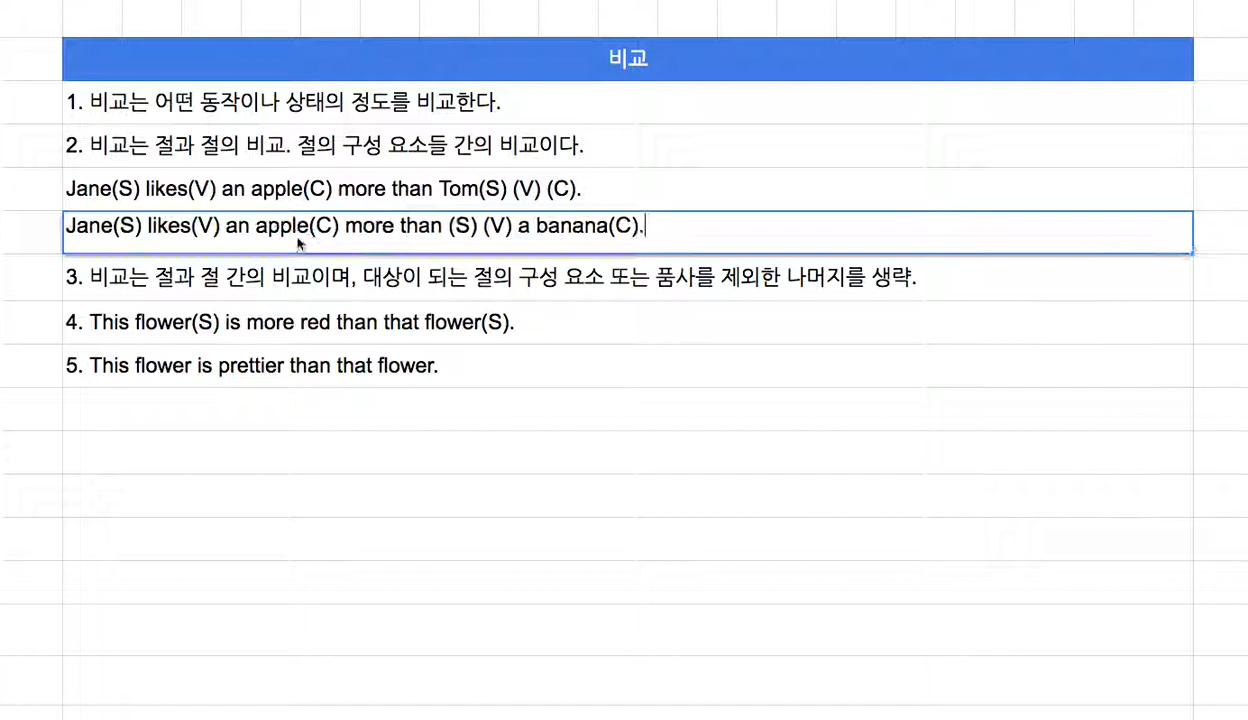 비교
1. 비교는 어떤 동작이나 상태의 정도를 비교한다.
2. 비교는 절과 절의 비교. 절의 구성 요소들 간의 비교이다.
Jane(S) likes(V) an apple(C) more than Tom(S) (V) (C).
Jane(S) likes(V) an apple(C) more than (S) (V) a banana(C).
3. 비교는 절과 절 간의 비교이며, 대상이 되는 절의 구성 요소 또는 품사를 제외한 나머지를 생략.
4. This flower(S) is more red than that flower(S).
5. This flower is prettier than that flower.